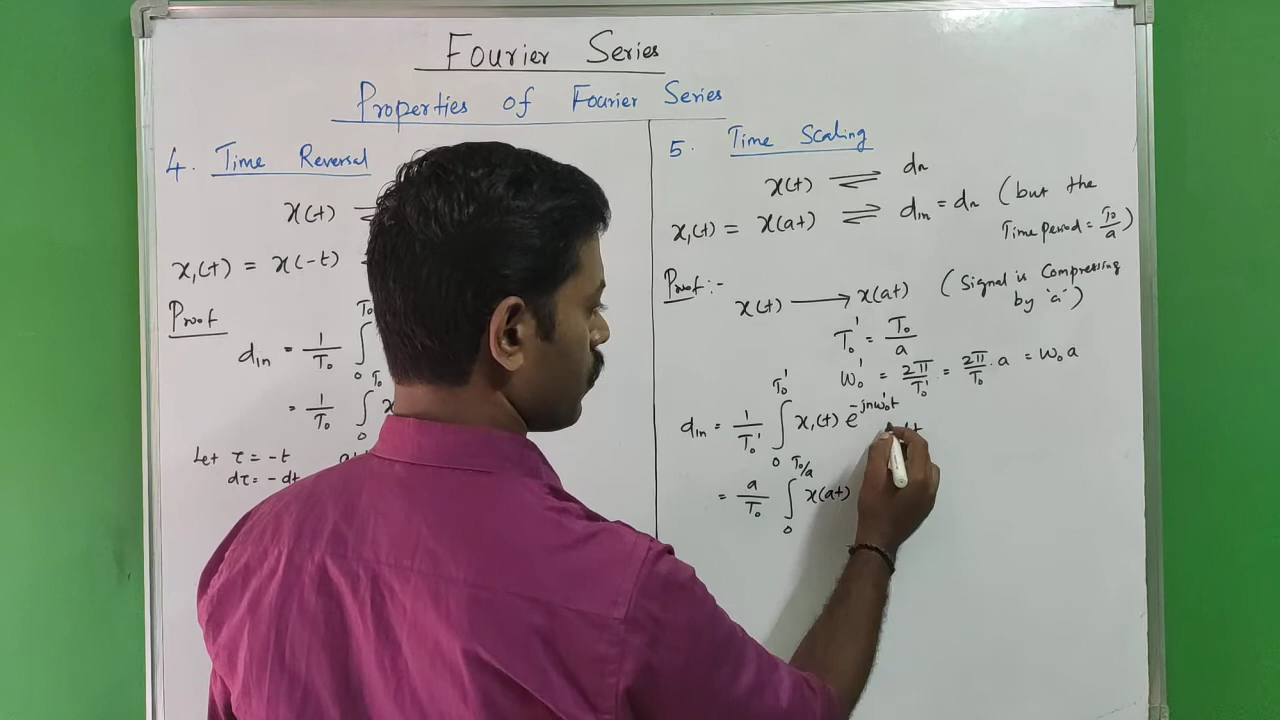 Fourier Series
Properties of Fourier Series
4. Time Reversal
x(t)
x₁(t) = x(-t)
Proof
d₁ₙ = 1/T₀ ∫₀^T₀
= 1/T₀ ∫₀^T₀ x
Let τ = -t
dτ = -dt
5. Time Scaling
x(t) ⇌ dₙ
x₁(t) = x(at) ⇌ d₁ₙ = dₙ (but the
Time period = T₀/a)
Proof:-
x(t) ⟶ x(at) (Signal is Compressing
by 'a')
T₀' = T₀/a
ω₀' = 2π/T₀' = 2π/T₀ · a = ω₀a
d₁ₙ = 1/T₀' ∫₀^T₀' x₁(t) e^-jnω₀'t dt
= a/T₀ ∫₀^T₀/a x(at)